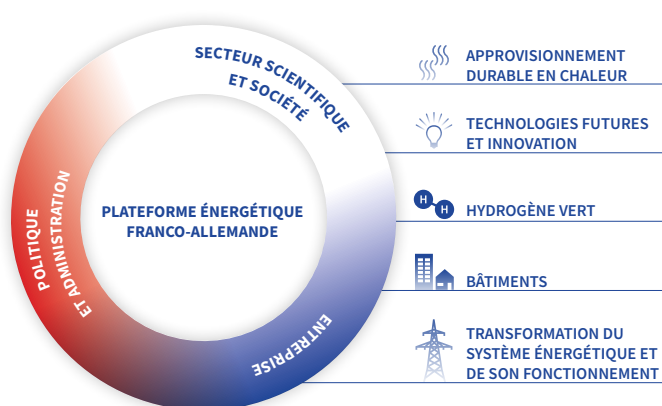 SECTEUR SCIENTIFIQUE
ET SOCIÉTÉ
POLITIQUE
ET ADMINISTRATION
PLATEFORME ÉNERGÉTIQUE
FRANCO-ALLEMANDE
ENTREPRISE
APPROVISIONNEMENT
DURABLE EN CHALEUR
TECHNOLOGIES FUTURES
ET INNOVATION
H H
HYDROGÈNE VERT
BÂTIMENTS
TRANSFORMATION DU
SYSTÈME ÉNERGÉTIQUE ET
DE SON FONCTIONNEMENT